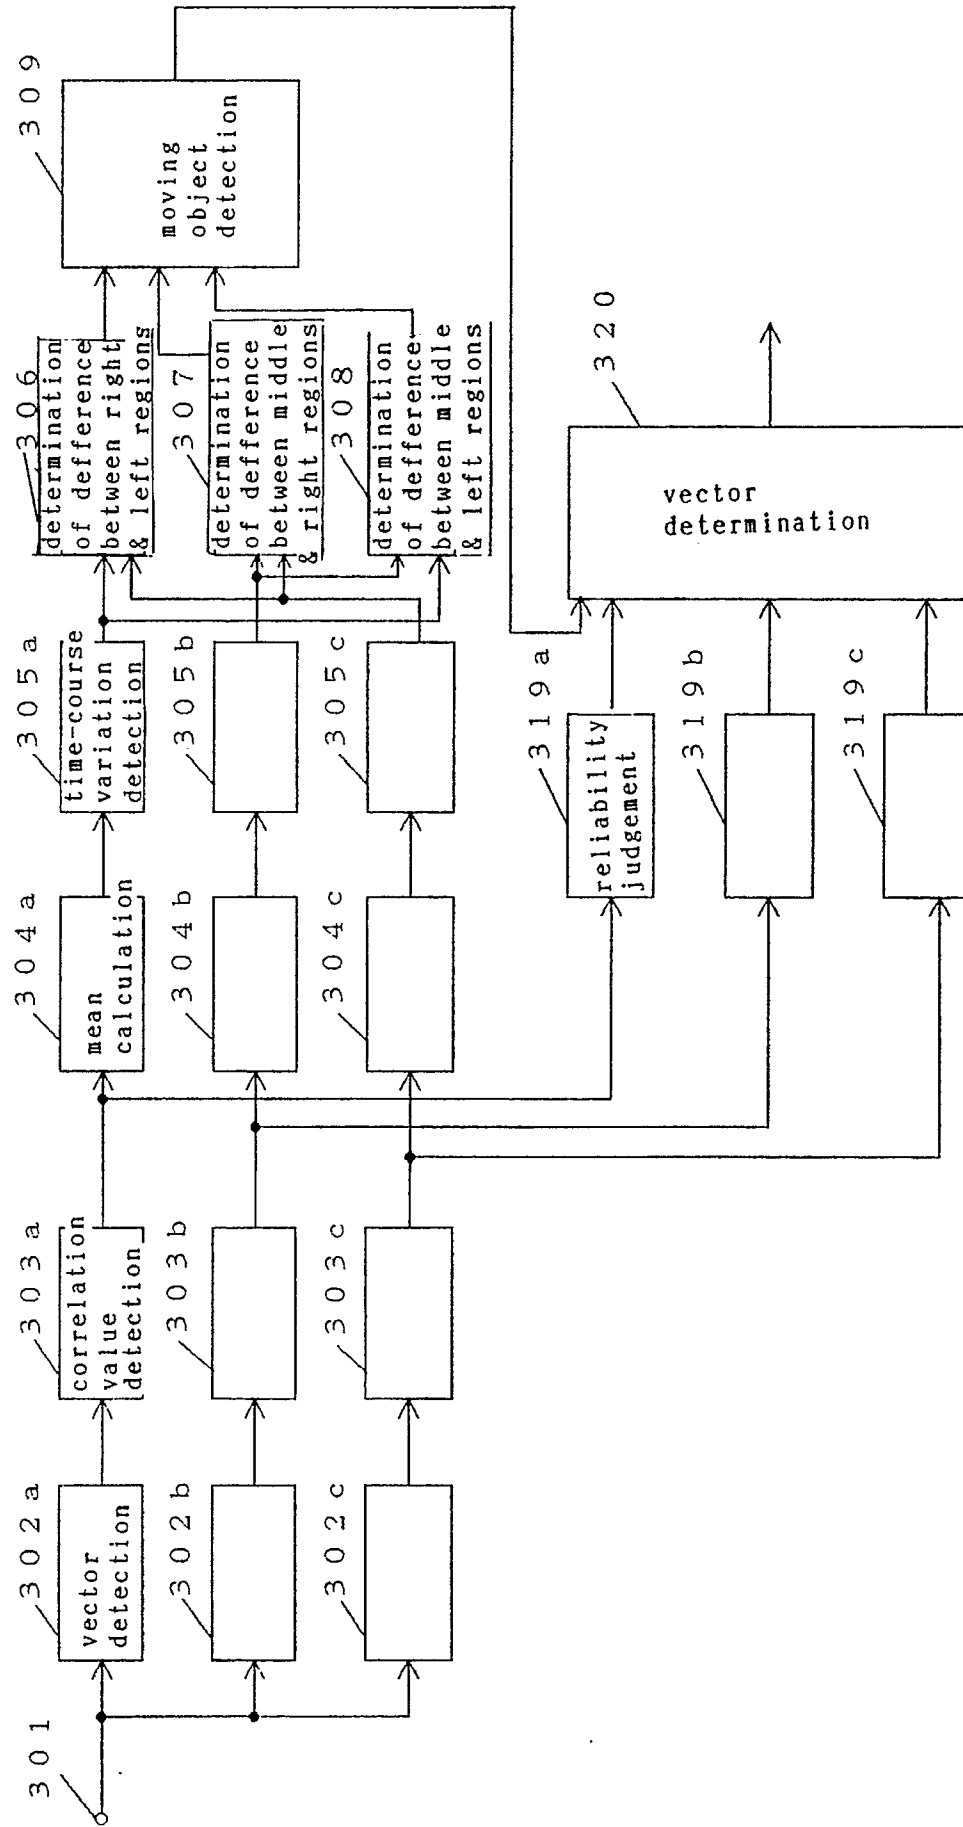 301
302a
vector
detection
302b
302c
303a
correlation
value
detection
303b
303c
304a
mean
calculation
304b
304c
305a
time-course
variation
detection
305b
305c
306
determination
of defference
between right
& left regions
307
determination
of defference
between middle
& right regions
308
determination
of defference
between middle
& left regions
309
moving
object
detection
319a
reliability
judgement
319b
319c
320
vector
determination